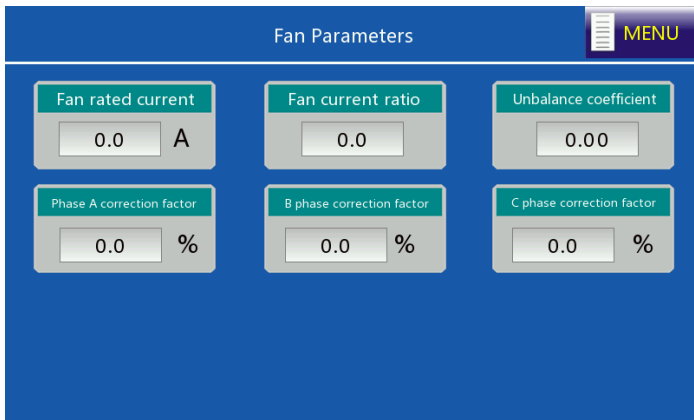 Fan Parameters
MENU
Fan rated current
Fan current ratio
Unbalance coefficient
0.0 A
0.0
0.00
Phase A correction factor
B phase correction factor
C phase correction factor
0.0 %
0.0 %
0.0 %